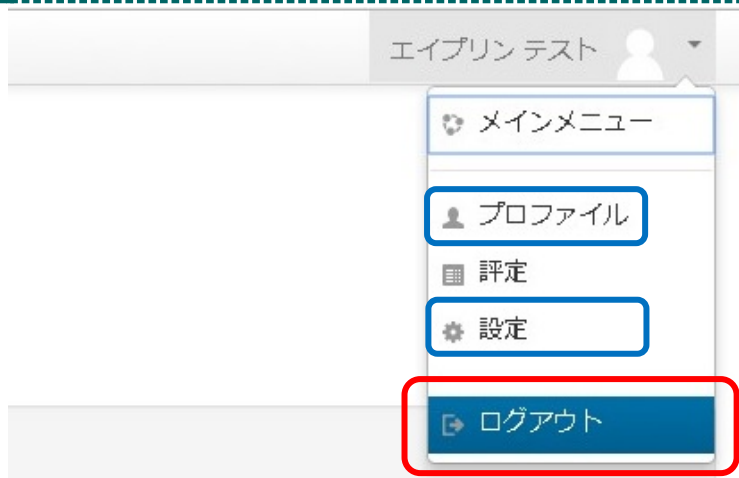 エイプリン テスト
メインメニュー
プロファイル
評定
設定
ログアウト